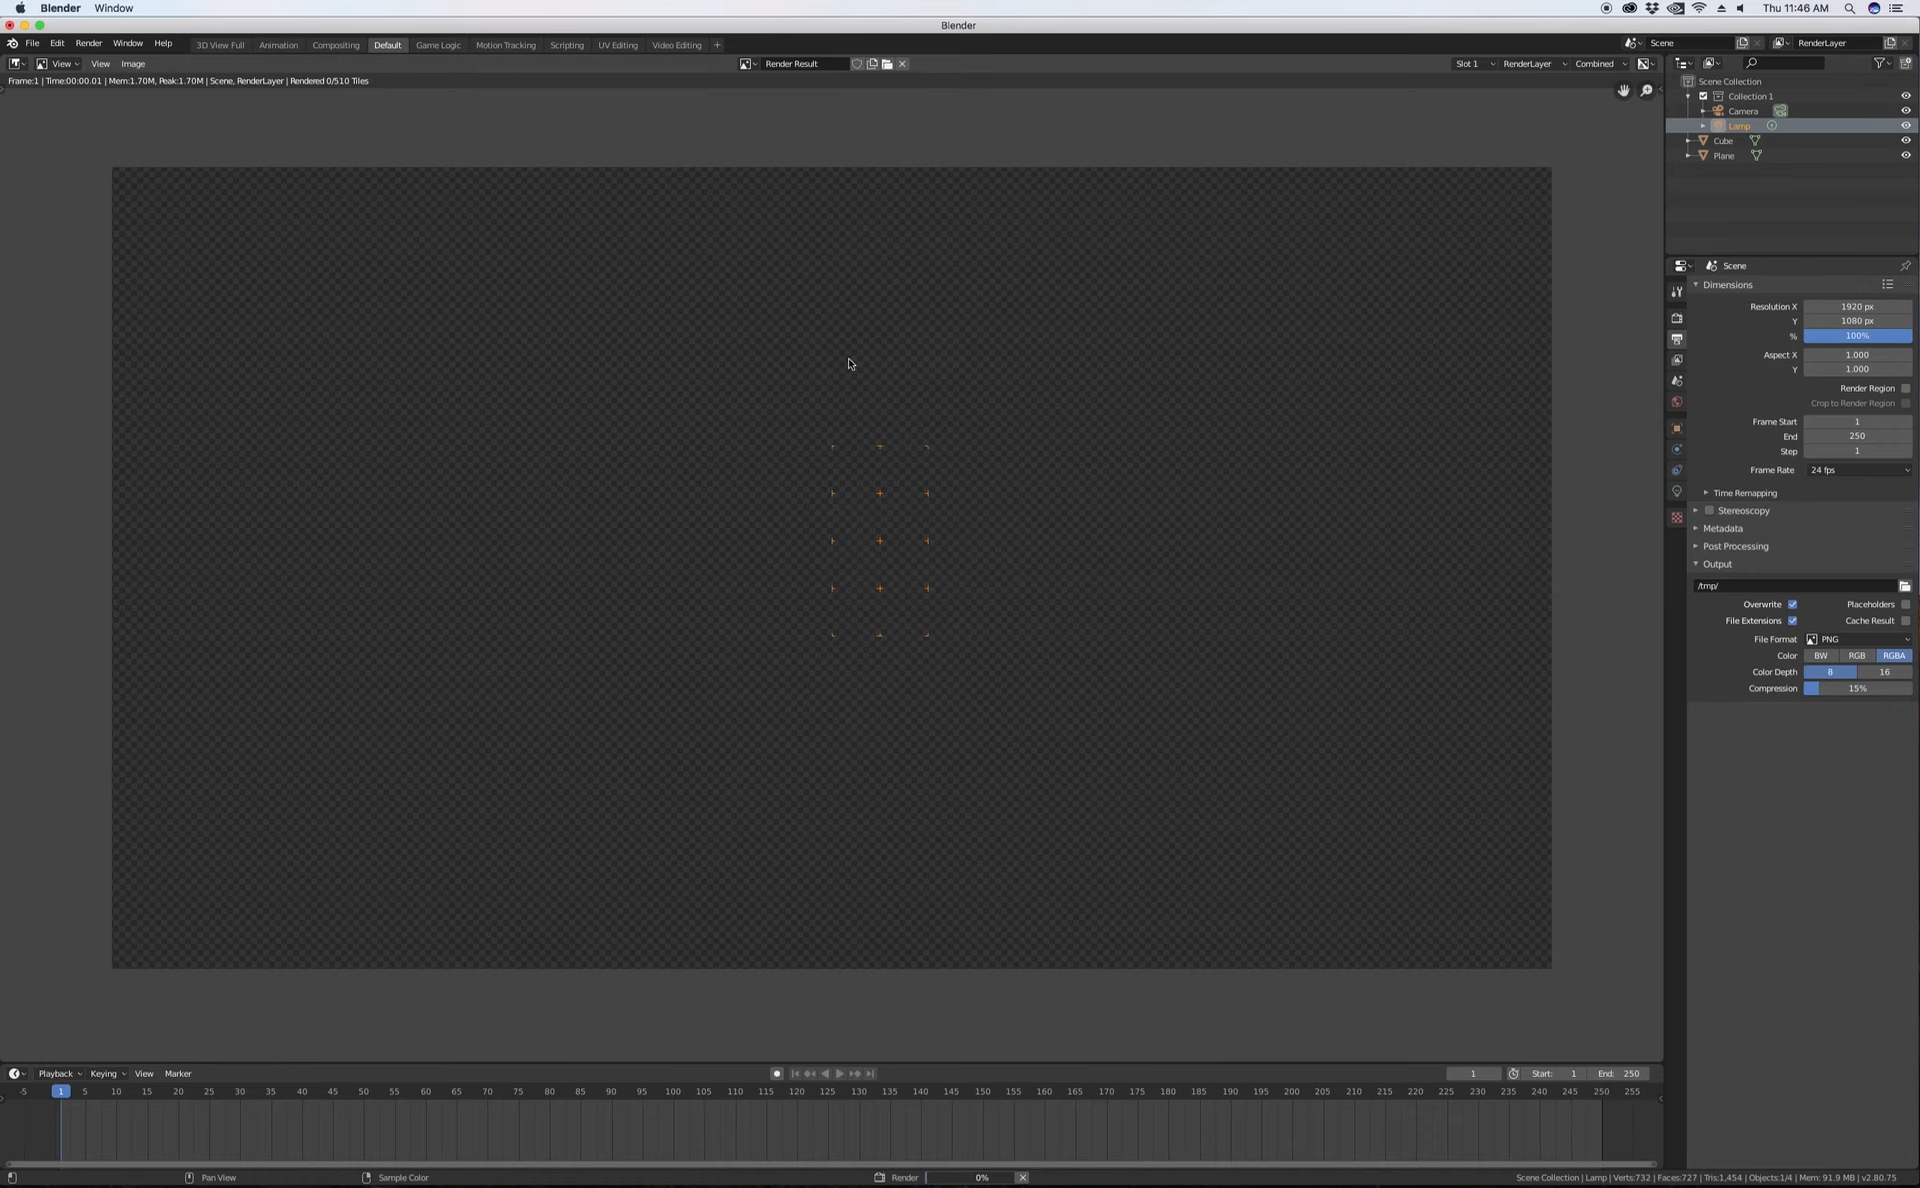 Blender Window Thu 11:46 AM
Blender
File Edit Render Window Help 3D View Full Animation Compositing Default Game Logic Motion Tracking Scripting UV Editing Video Editing + Scene RenderLayer
View View Image Render Result Slot 1 RenderLayer Combined
Frame:1 | Time:00:00.01 | Mem:1.70M, Peak:1.70M | Scene, RenderLayer | Rendered 0/510 Tiles
Scene Collection
Collection 1
Camera
Lamp
Cube
Plane
Scene
Dimensions
Resolution X 1920 px
Y 1080 px
% 100%
Aspect X 1.000
Y 1.000
Render Region
Crop to Render Region
Frame Start 1
End 250
Step 1
Frame Rate 24 fps
Time Remapping
Stereoscopy
Metadata
Post Processing
Output
/tmp/
Overwrite Placeholders
File Extensions Cache Result
File Format PNG
Color BW RGB RGBA
Color Depth 8 16
Compression 15%
Playback Keying View Marker 1 Start: 1 End: 250
-5 1 5 10 15 20 25 30 35 40 45 50 55 60 65 70 75 80 85 90 95 100 105 110 115 120 125 130 135 140 145 150 155 160 165 170 175 180 185 190 195 200 205 210 215 220 225 230 235 240 245 250 255
Pan View Sample Color Render 0% Scene Collection | Lamp | Verts:732 | Faces:727 | Tris:1,454 | Objects:1/4 | Mem: 91.9 MB | v2.80.75